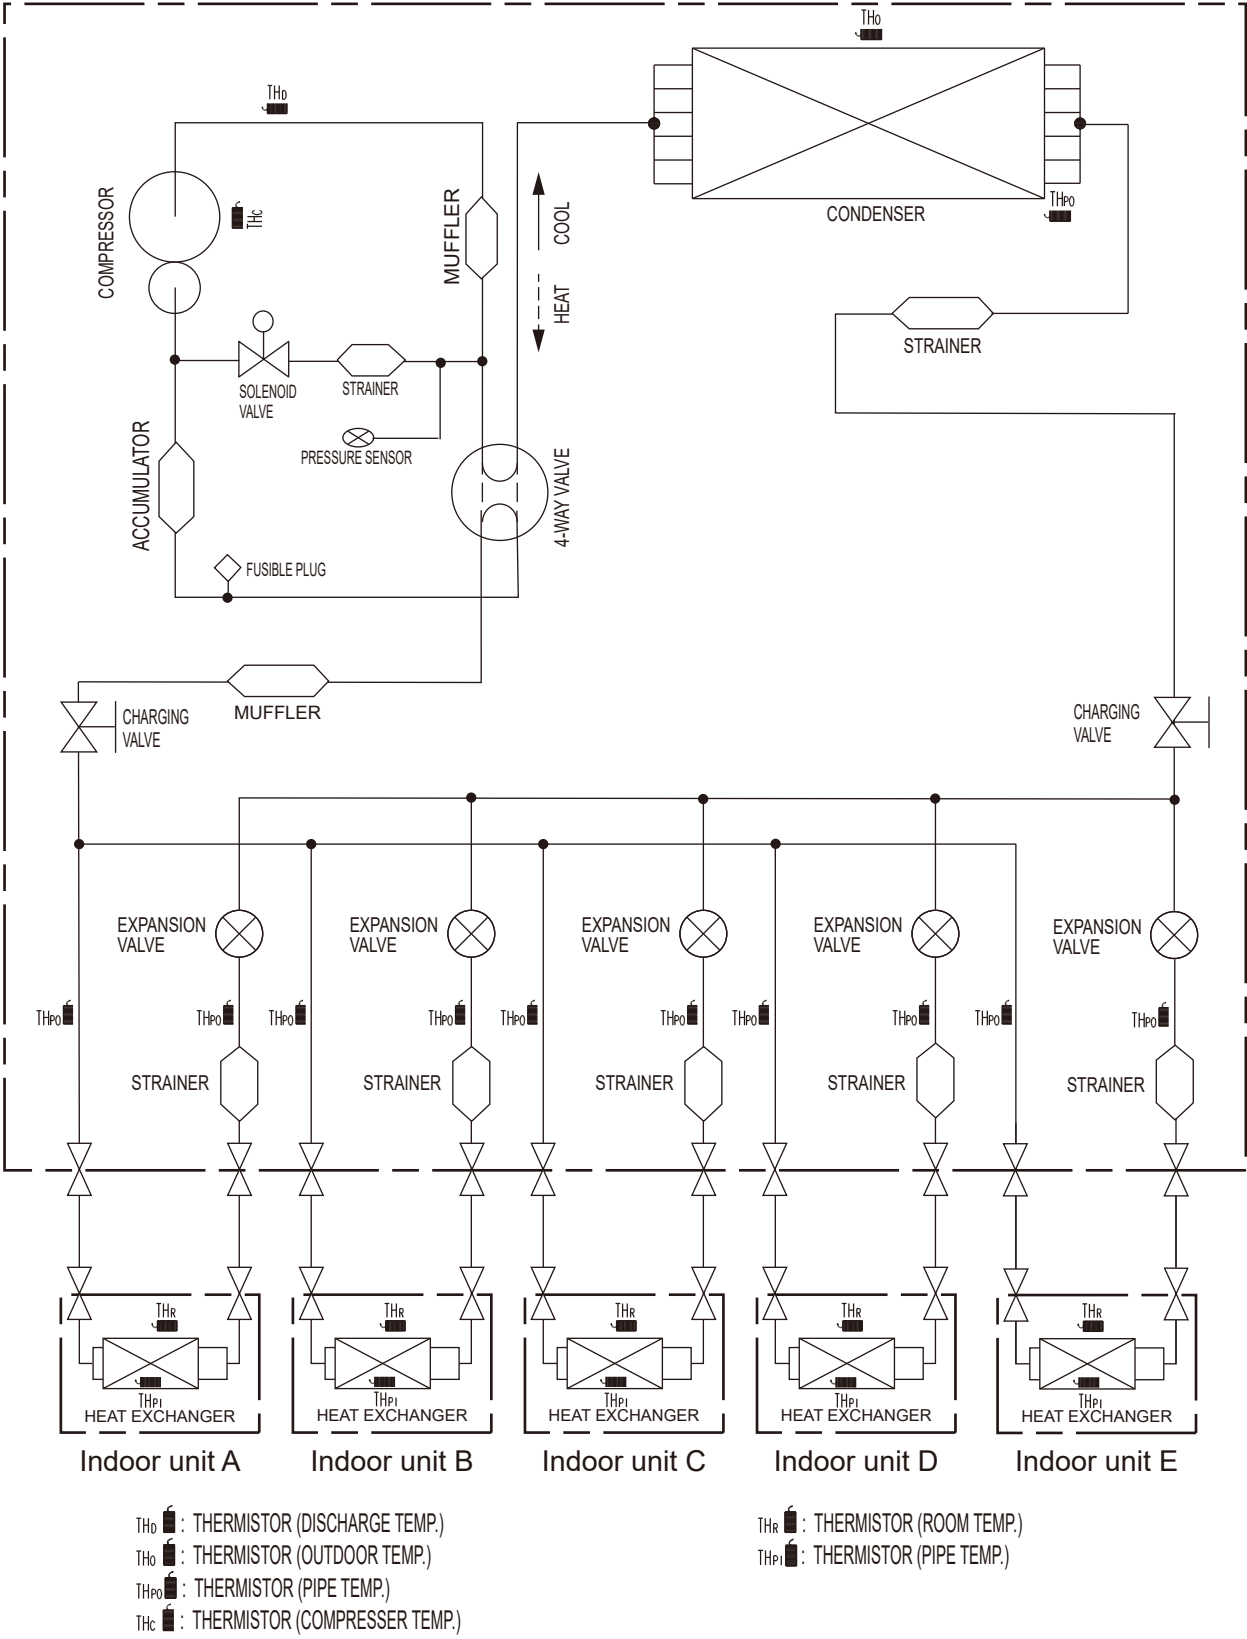 THO
THD
COMPRESSOR
THC
MUFFLER
COOL
HEAT
CONDENSER
THPO
STRAINER
SOLENOID
VALVE
STRAINER
PRESSURE SENSOR
4-WAY VALVE
ACCUMULATOR
FUSIBLE PLUG
MUFFLER
CHARGING
VALVE
CHARGING
VALVE
EXPANSION
VALVE
EXPANSION
VALVE
EXPANSION
VALVE
EXPANSION
VALVE
EXPANSION
VALVE
THPO
THPO
THPO
THPO
THPO
THPO
THPO
THPO
THPO
THPO
STRAINER
STRAINER
STRAINER
STRAINER
STRAINER
THR
THR
THR
THR
THR
THPI
THPI
THPI
THPI
THPI
HEAT EXCHANGER
HEAT EXCHANGER
HEAT EXCHANGER
HEAT EXCHANGER
HEAT EXCHANGER
Indoor unit A
Indoor unit B
Indoor unit C
Indoor unit D
Indoor unit E
THD : THERMISTOR (DISCHARGE TEMP.)
THO : THERMISTOR (OUTDOOR TEMP.)
THPO : THERMISTOR (PIPE TEMP.)
THC : THERMISTOR (COMPRESSER TEMP.)
THR : THERMISTOR (ROOM TEMP.)
THPI : THERMISTOR (PIPE TEMP.)